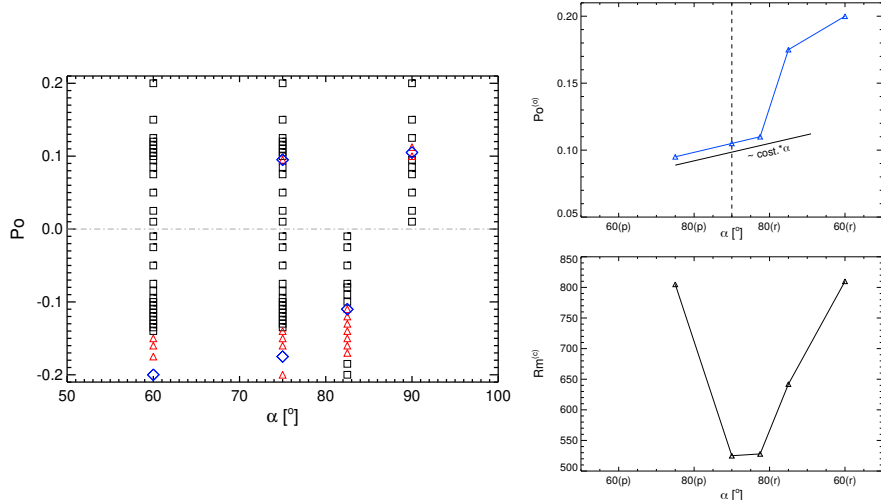 0.2
0.1
0.0
-0.1
-0.2
Po
50 60 70 80 90 100
α [°]
0.20
0.15
0.10
0.05
Po(c)
~ cost.*α
60(p) 80(p) 80(r) 60(r)
α [°]
850
800
750
700
650
600
550
500
Rm(c)
60(p) 80(p) 80(r) 60(r)
α [°]